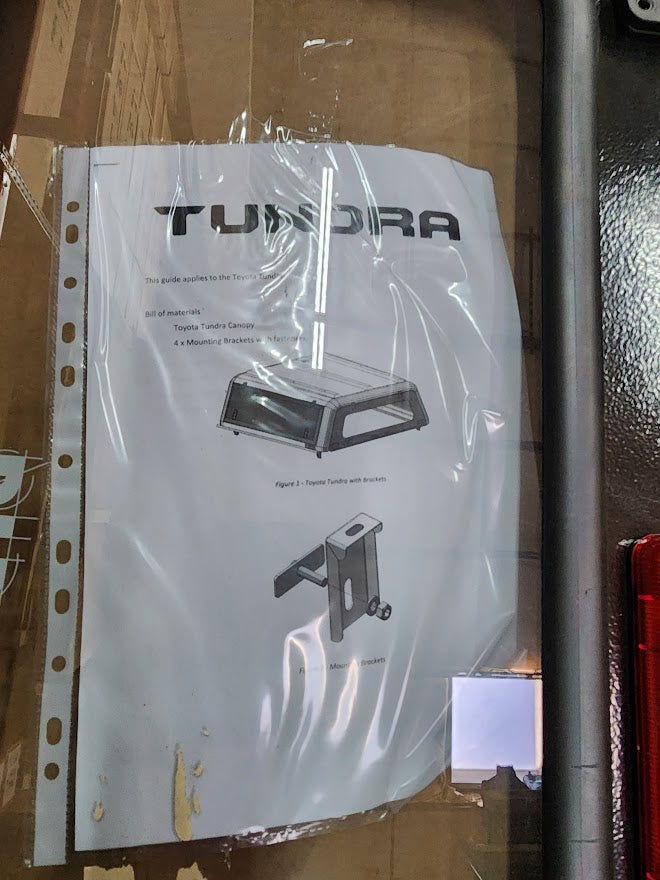 TUNDRA
This guide applies to the Toyota Tundra
Bill of materials
Toyota Tundra Canopy
4 x Mounting Brackets with fasteners
Figure 1 - Toyota Tundra with Brackets
Mounting Brackets